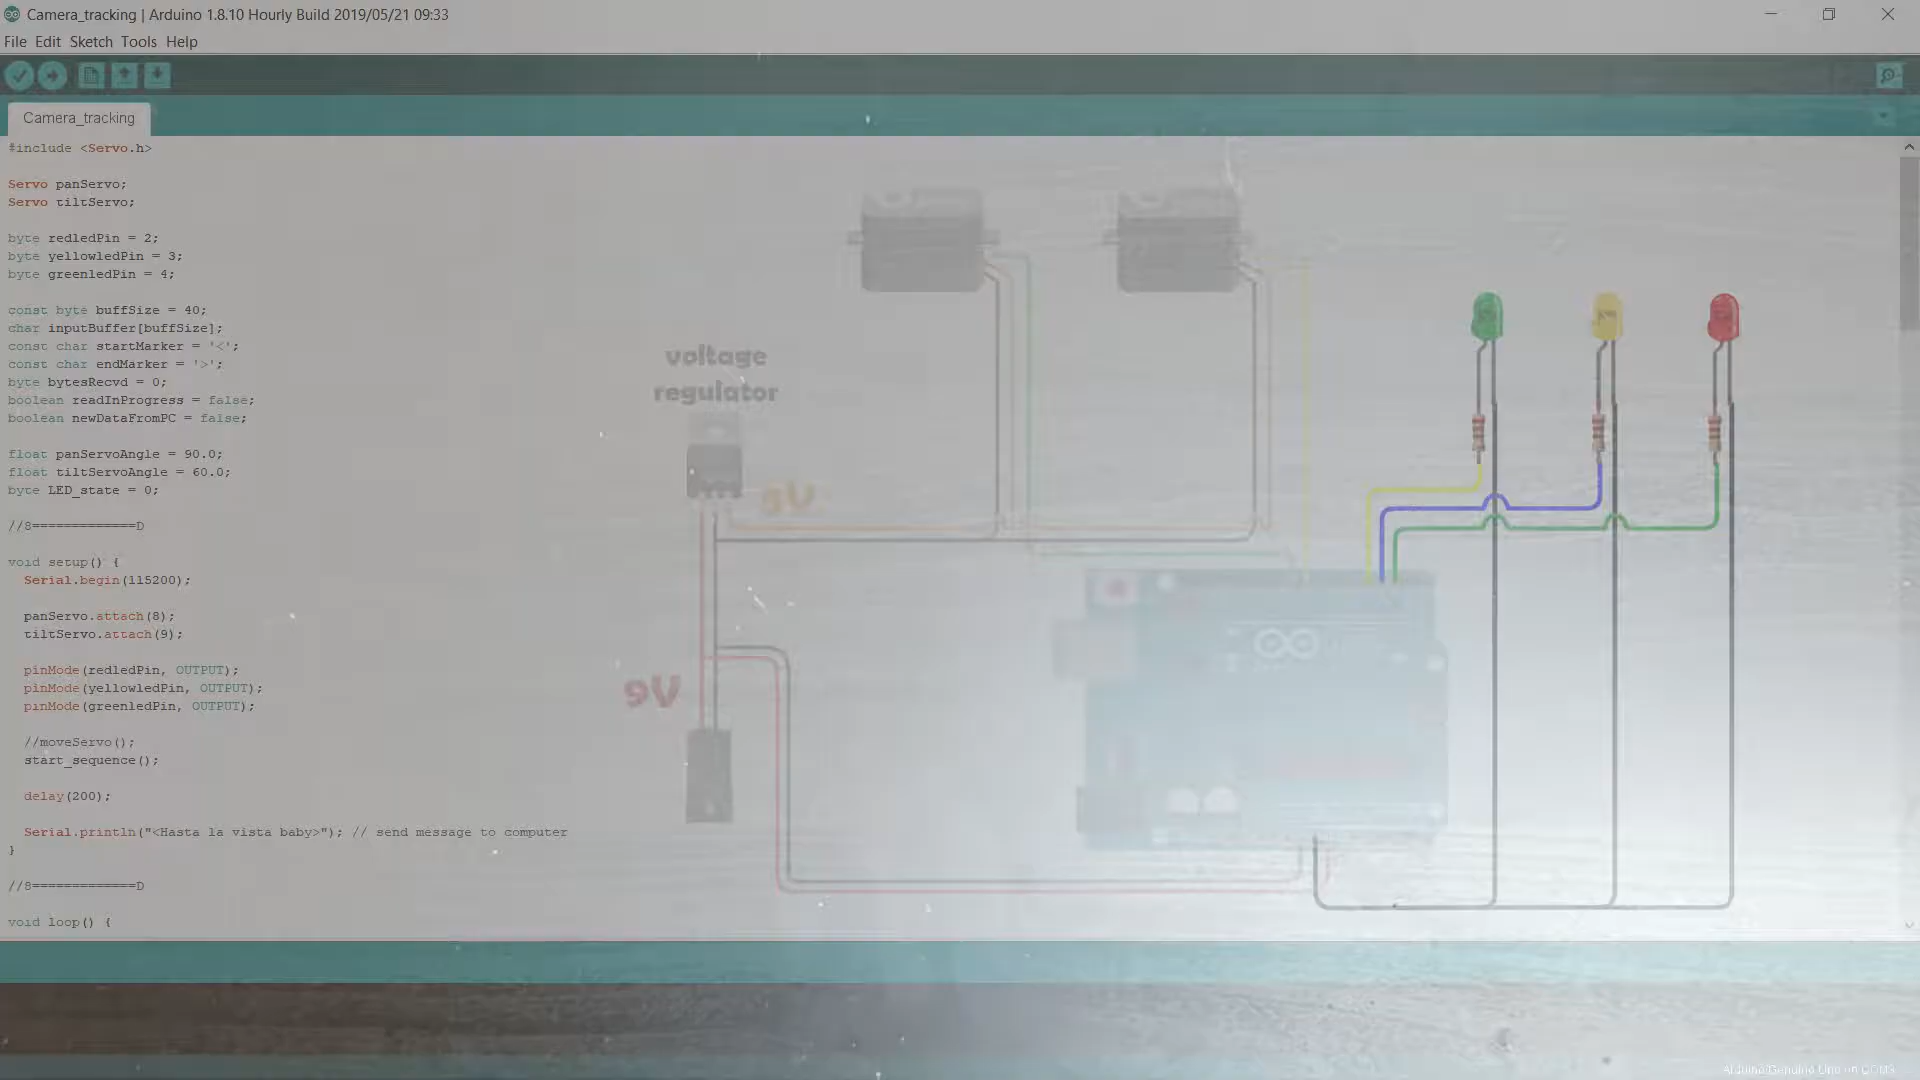 Camera_tracking | Arduino 1.8.10 Hourly Build 2019/05/21 09:33
File Edit Sketch Tools Help
Camera_tracking
#include <Servo.h>
Servo panServo;
Servo tiltServo;
byte redledPin = 2;
byte yellowledPin = 3;
byte greenledPin = 4;
const byte buffSize = 40;
char inputBuffer[buffSize];
const char startMarker = '<';
const char endMarker = '>';
byte bytesRecvd = 0;
boolean readInProgress = false;
boolean newDataFromPC = false;
float panServoAngle = 90.0;
float tiltServoAngle = 60.0;
byte LED_state = 0;
//8=============D
void setup() {
Serial.begin(115200);
panServo.attach(8);
tiltServo.attach(9);
pinMode(redledPin, OUTPUT);
pinMode(yellowledPin, OUTPUT);
pinMode(greenledPin, OUTPUT);
//moveServo();
start_sequence();
delay(200);
Serial.println("<Hasta la vista baby>"); // send message to computer
}
//8=============D
void loop() {
voltage
regulator
9V
Arduino/Genuino Uno on COM3